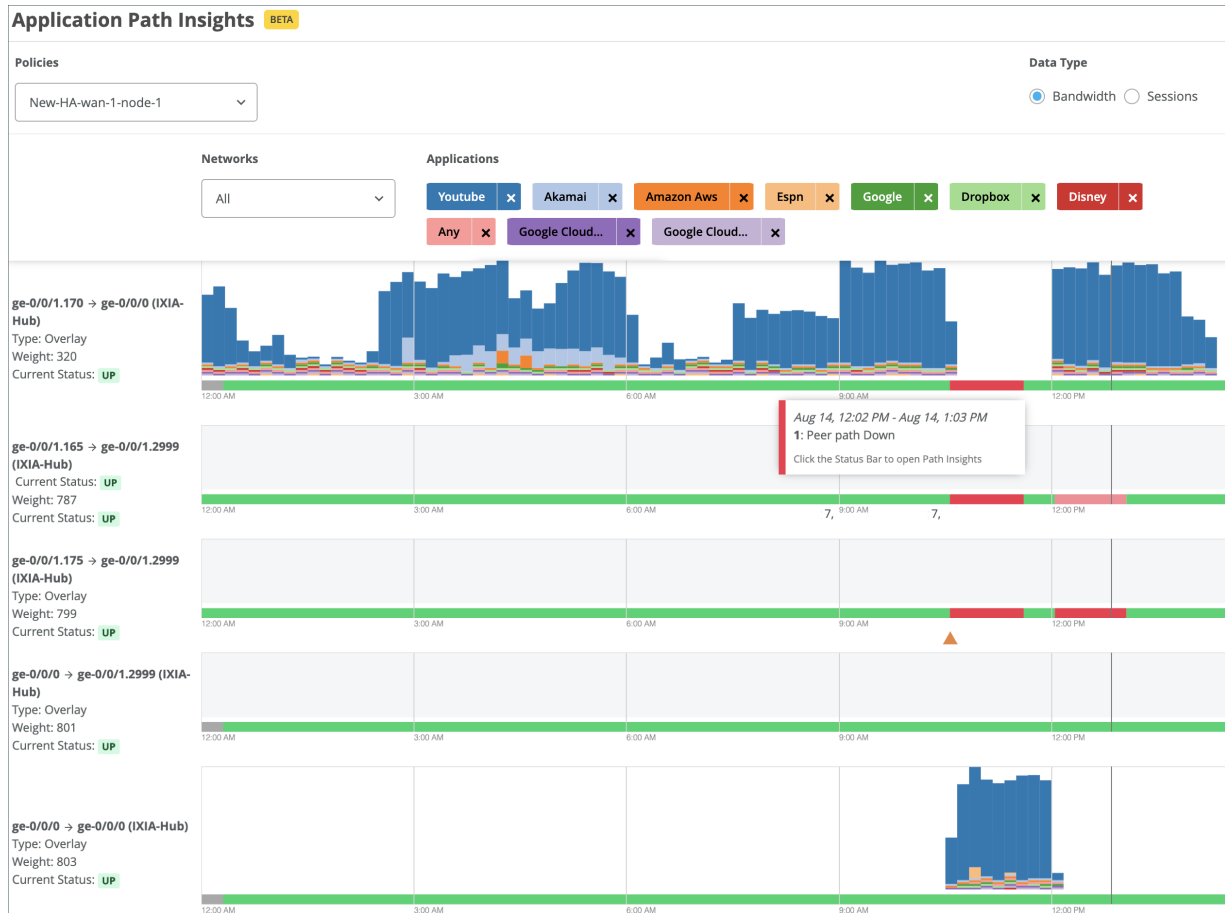 Application Path Insights BETA
Policies
Data Type
New-HA-wan-1-node-1
Bandwidth Sessions
Networks
Applications
All
Youtube × Akamai × Amazon Aws × Espn × Google × Dropbox × Disney ×
Any × Google Cloud... × Google Cloud... ×
ge-0/0/1.170 → ge-0/0/0 (IXIA-
Hub)
Type: Overlay
Weight: 320
Current Status: UP
12:00 AM 3:00 AM 6:00 AM 9:00 AM 12:00 PM
Aug 14, 12:02 PM - Aug 14, 1:03 PM
1: Peer path Down
Click the Status Bar to open Path Insights
ge-0/0/1.165 → ge-0/0/1.2999
(IXIA-Hub)
Current Status: UP
Weight: 787
Current Status: UP
12:00 AM 3:00 AM 6:00 AM 9:00 AM 12:00 PM
7, 7,
ge-0/0/1.175 → ge-0/0/1.2999
(IXIA-Hub)
Type: Overlay
Weight: 799
Current Status: UP
12:00 AM 3:00 AM 6:00 AM 9:00 AM 12:00 PM
ge-0/0/0 → ge-0/0/1.2999 (IXIA-
Hub)
Type: Overlay
Weight: 801
Current Status: UP
12:00 AM 3:00 AM 6:00 AM 9:00 AM 12:00 PM
ge-0/0/0 → ge-0/0/0 (IXIA-Hub)
Type: Overlay
Weight: 803
Current Status: UP
12:00 AM 3:00 AM 6:00 AM 9:00 AM 12:00 PM